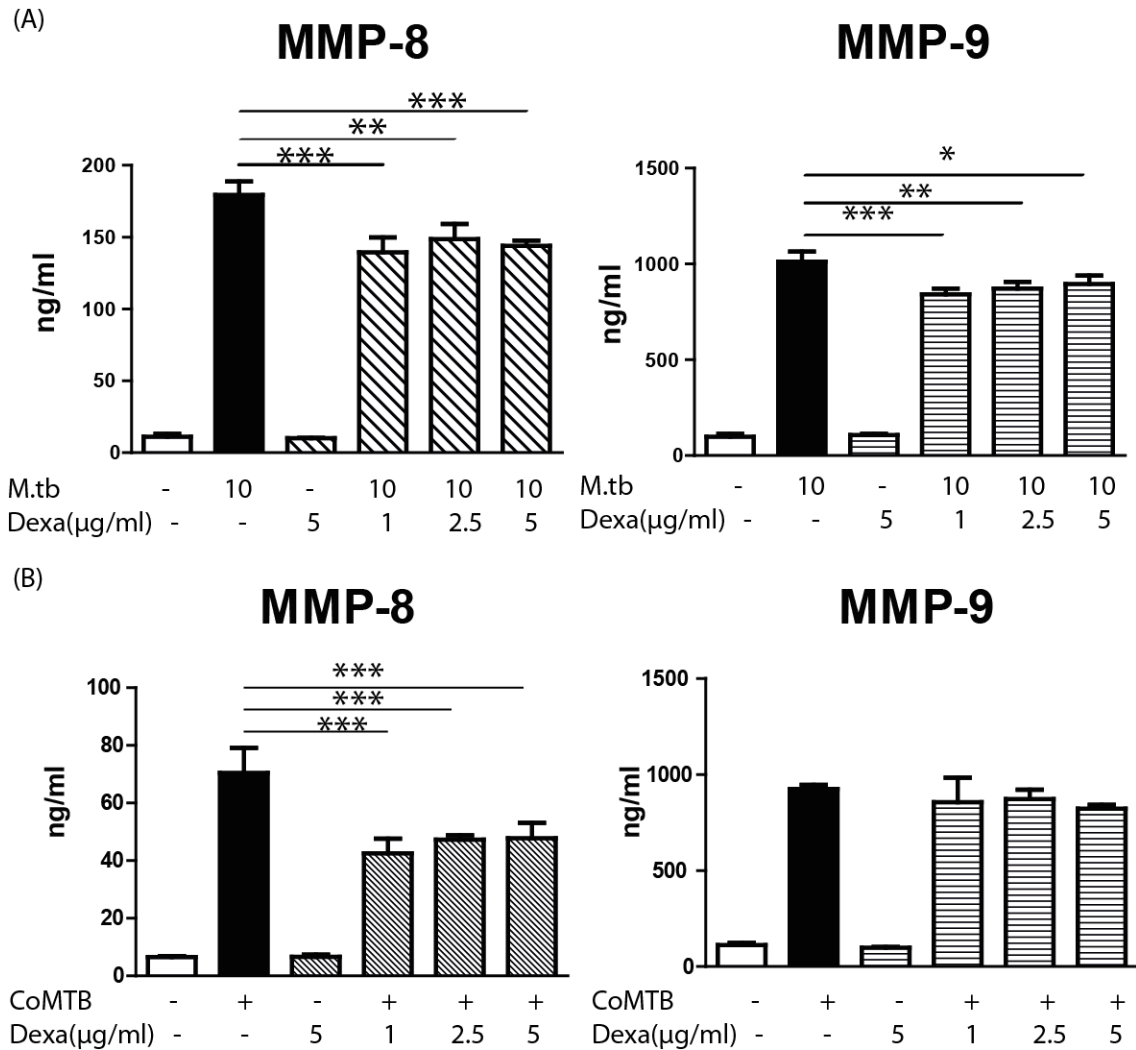 (A)
MMP-8
MMP-9
***
**
***
*
**
***
200
150
100
50
0
ng/ml
1500
1000
500
0
ng/ml
M.tb - 10 - 10 10 10
Dexa(µg/ml) - - 5 1 2.5 5
- 10 - 10 10 10
Dexa(µg/ml) - - 5 1 2.5 5
(B)
MMP-8
MMP-9
***
***
***
100
80
60
40
20
0
ng/ml
1500
1000
500
0
ng/ml
CoMTB - + - + + +
Dexa(µg/ml) - - 5 1 2.5 5
CoMTB - + - + + +
Dexa(µg/ml) - - 5 1 2.5 5